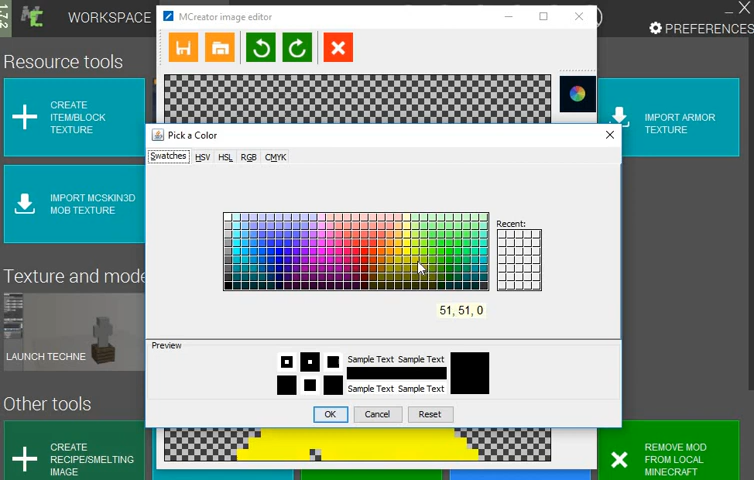 1.7.2
WORKSPACE
MCreator image editor
PREFERENCES
Resource tools
CREATE
ITEM/BLOCK
TEXTURE
IMPORT ARMOR
TEXTURE
Pick a Color
Swatches HSV HSL RGB CMYK
IMPORT MCSKIN3D
MOB TEXTURE
Recent:
51, 51, 0
Texture and mode
LAUNCH TECHNE
Preview
Sample Text Sample Text
Sample Text Sample Text
OK Cancel Reset
Other tools
CREATE
RECIPE/SMELTING
IMAGE
REMOVE MOD
FROM LOCAL
MINECRAFT